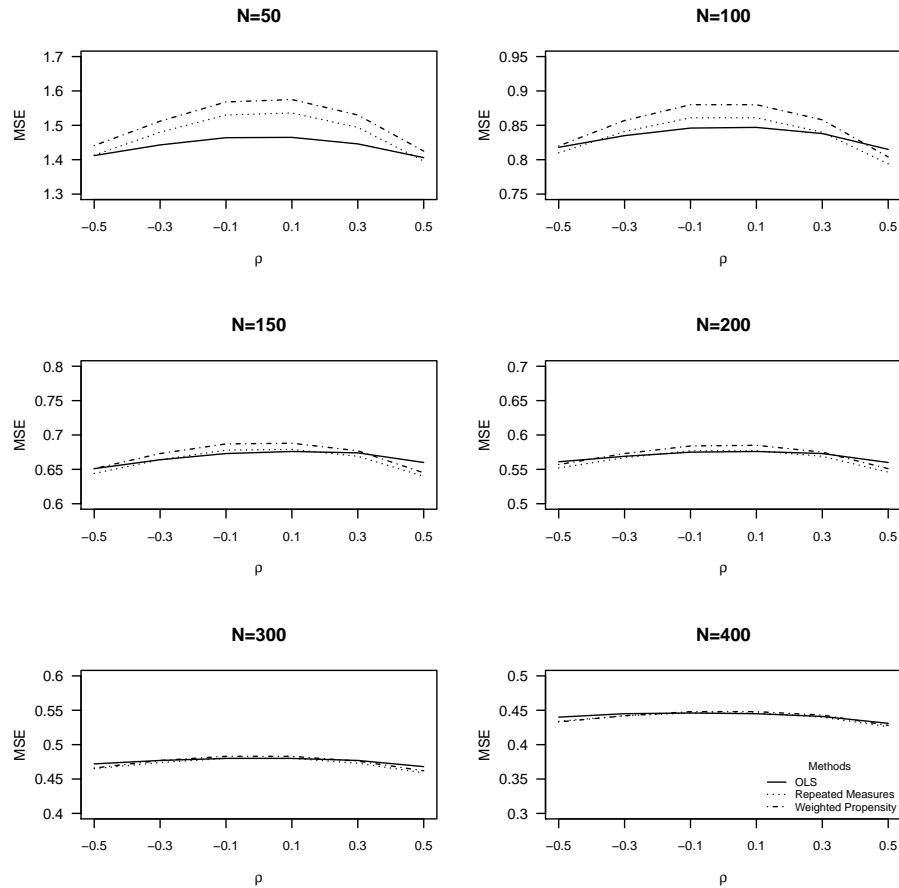 N=50
1.7
1.6
1.5
1.4
1.3
MSE
−0.5 −0.3 −0.1 0.1 0.3 0.5
ρ
N=100
0.95
0.9
0.85
0.8
0.75
MSE
−0.5 −0.3 −0.1 0.1 0.3 0.5
ρ
N=150
0.8
0.75
0.7
0.65
0.6
MSE
−0.5 −0.3 −0.1 0.1 0.3 0.5
ρ
N=200
0.7
0.65
0.6
0.55
0.5
MSE
−0.5 −0.3 −0.1 0.1 0.3 0.5
ρ
N=300
0.6
0.55
0.5
0.45
0.4
MSE
−0.5 −0.3 −0.1 0.1 0.3 0.5
ρ
N=400
0.5
0.45
0.4
0.35
0.3
MSE
Methods
OLS
Repeated Measures
Weighted Propensity
−0.5 −0.3 −0.1 0.1 0.3 0.5
ρ